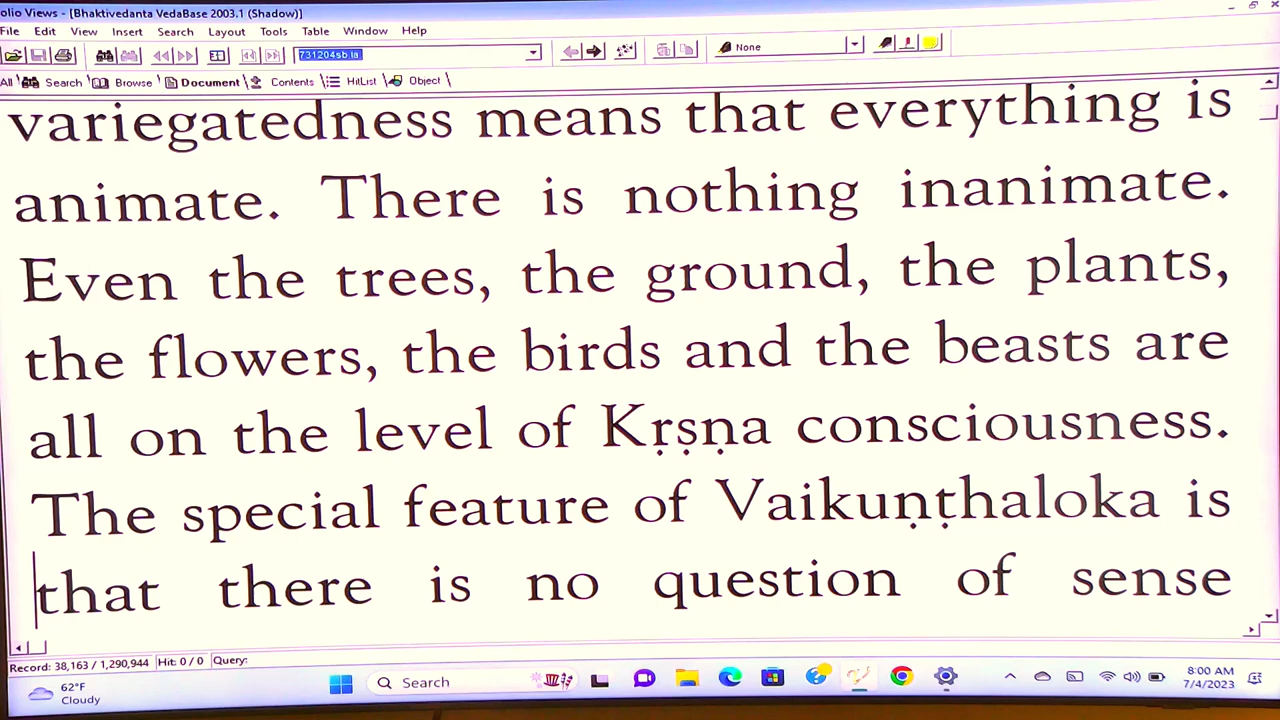 olio Views - [Bhaktivedanta VedaBase 2003.1 (Shadow)]
File Edit View Insert Search Layout Tools Table Window Help
731204sb.la
None
All Search Browse Document Contents HitList Object
variegatedness means that everything is
animate. There is nothing inanimate.
Even the trees, the ground, the plants,
the flowers, the birds and the beasts are
all on the level of Kṛṣṇa consciousness.
The special feature of Vaikuṇṭhaloka is
that there is no question of sense
Record: 38,163 / 1,290,944 Hit: 0 / 0 Query:
62°F
Cloudy
Search
8:00 AM
7/4/2023